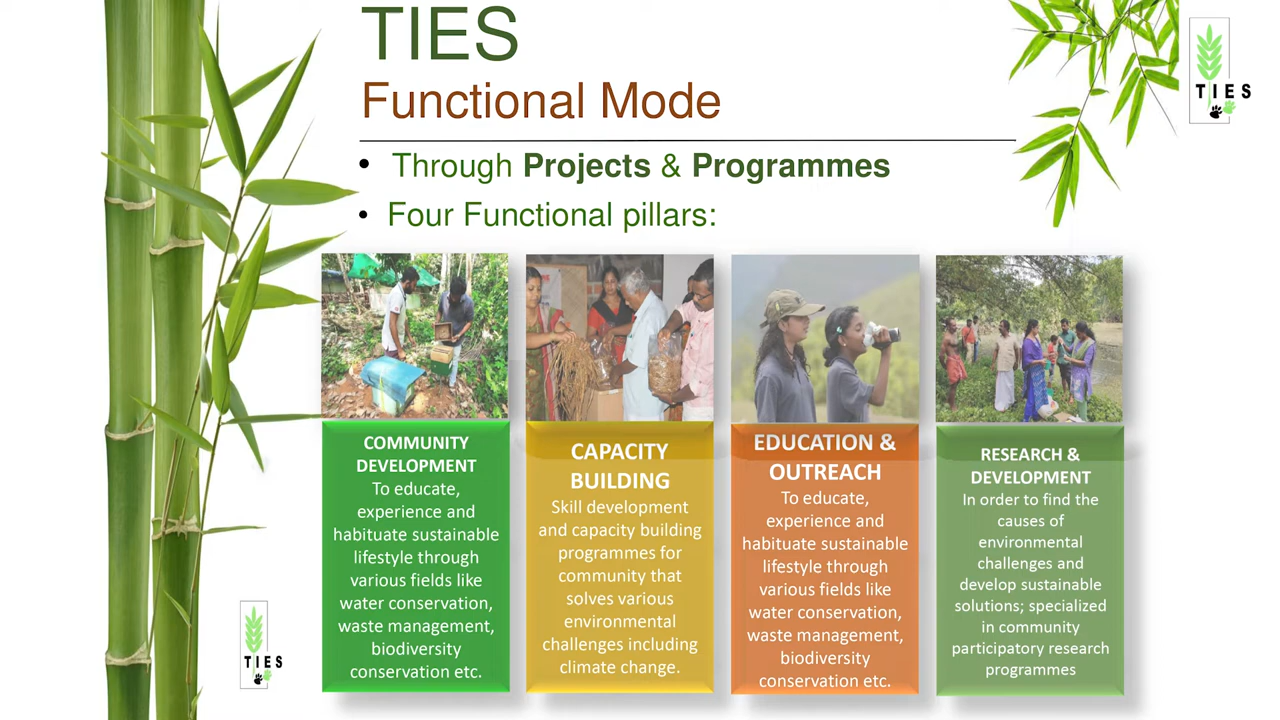 TIES
Functional Mode
TIES
• Through Projects & Programmes
• Four Functional pillars:
COMMUNITY
DEVELOPMENT
To educate,
experience and
habituate sustainable
lifestyle through
various fields like
water conservation,
waste management,
biodiversity
conservation etc.
CAPACITY
BUILDING
Skill development
and capacity building
programmes for
community that
solves various
environmental
challenges including
climate change.
EDUCATION &
OUTREACH
To educate,
experience and
habituate sustainable
lifestyle through
various fields like
water conservation,
waste management,
biodiversity
conservation etc.
RESEARCH &
DEVELOPMENT
In order to find the
causes of
environmental
challenges and
develop sustainable
solutions; specialized
in community
participatory research
programmes
TIES